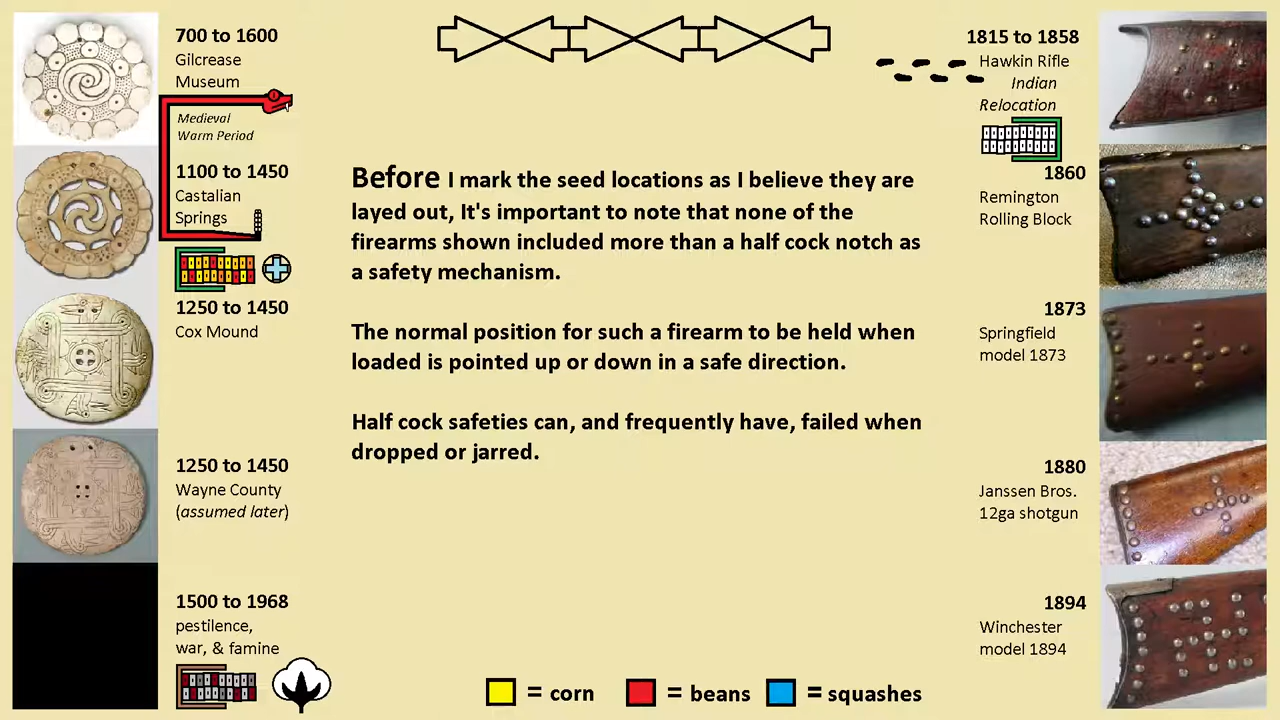 700 to 1600
Gilcrease
Museum
Medieval
Warm Period
1100 to 1450
Castalian
Springs
1250 to 1450
Cox Mound
1250 to 1450
Wayne County
(assumed later)
1500 to 1968
pestilence,
war, & famine
Before I mark the seed locations as I believe they are
layed out, It's important to note that none of the
firearms shown included more than a half cock notch as
a safety mechanism.
The normal position for such a firearm to be held when
loaded is pointed up or down in a safe direction.
Half cock safeties can, and frequently have, failed when
dropped or jarred.
= corn = beans = squashes
1815 to 1858
Hawkin Rifle
Indian
Relocation
1860
Remington
Rolling Block
1873
Springfield
model 1873
1880
Janssen Bros.
12ga shotgun
1894
Winchester
model 1894